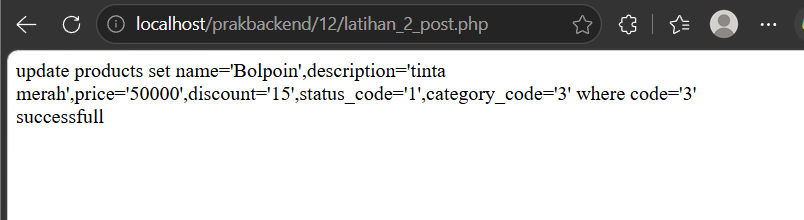 localhost/prakbackend/12/latihan_2_post.php
update products set name='Bolpoin',description='tinta
merah',price='50000',discount='15',status_code='1',category_code='3' where code='3'
successfull